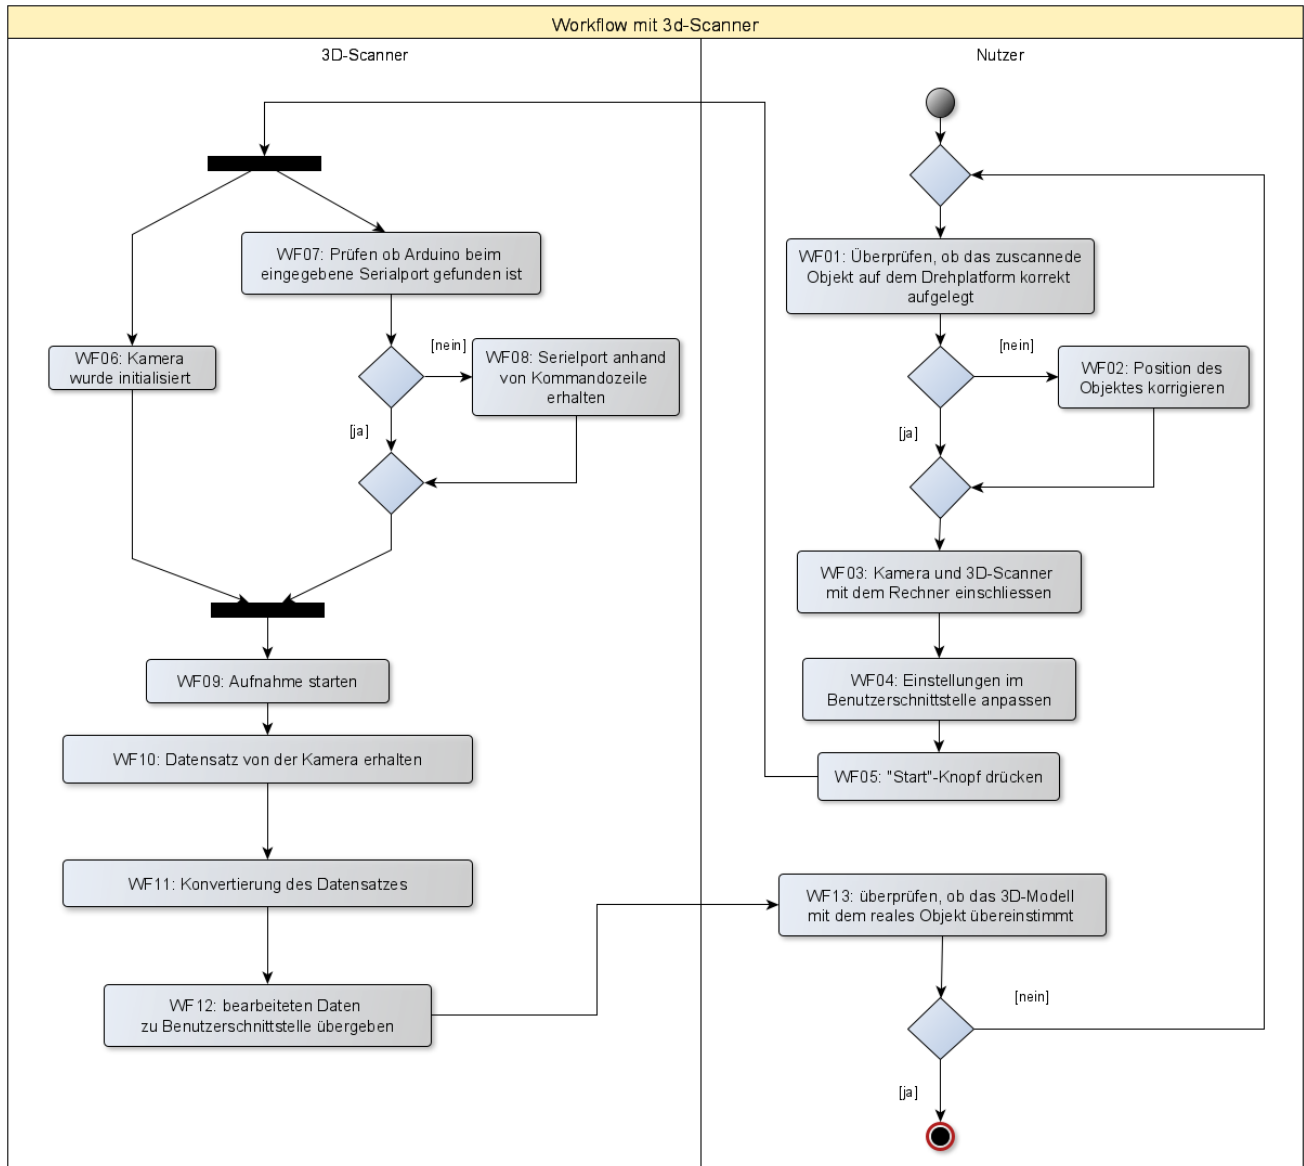 Workflow mit 3d-Scanner
3D-Scanner
Nutzer
WF01: Überprüfen, ob das zuscannede
Objekt auf dem Drehplatform korrekt
aufgelegt
[nein]
WF02: Position des
Objektes korrigieren
[ja]
WF03: Kamera und 3D-Scanner
mit dem Rechner einschliessen
WF04: Einstellungen im
Benutzerschnittstelle anpassen
WF05: "Start"-Knopf drücken
WF06: Kamera
wurde initialisiert
WF07: Prüfen ob Arduino beim
eingegebene Serialport gefunden ist
[nein]
WF08: Serielport anhand
von Kommandozeile
erhalten
[ja]
WF09: Aufnahme starten
WF10: Datensatz von der Kamera erhalten
WF11: Konvertierung des Datensatzes
WF12: bearbeiteten Daten
zu Benutzerschnittstelle übergeben
WF13: überprüfen, ob das 3D-Modell
mit dem reales Objekt übereinstimmt
[nein]
[ja]